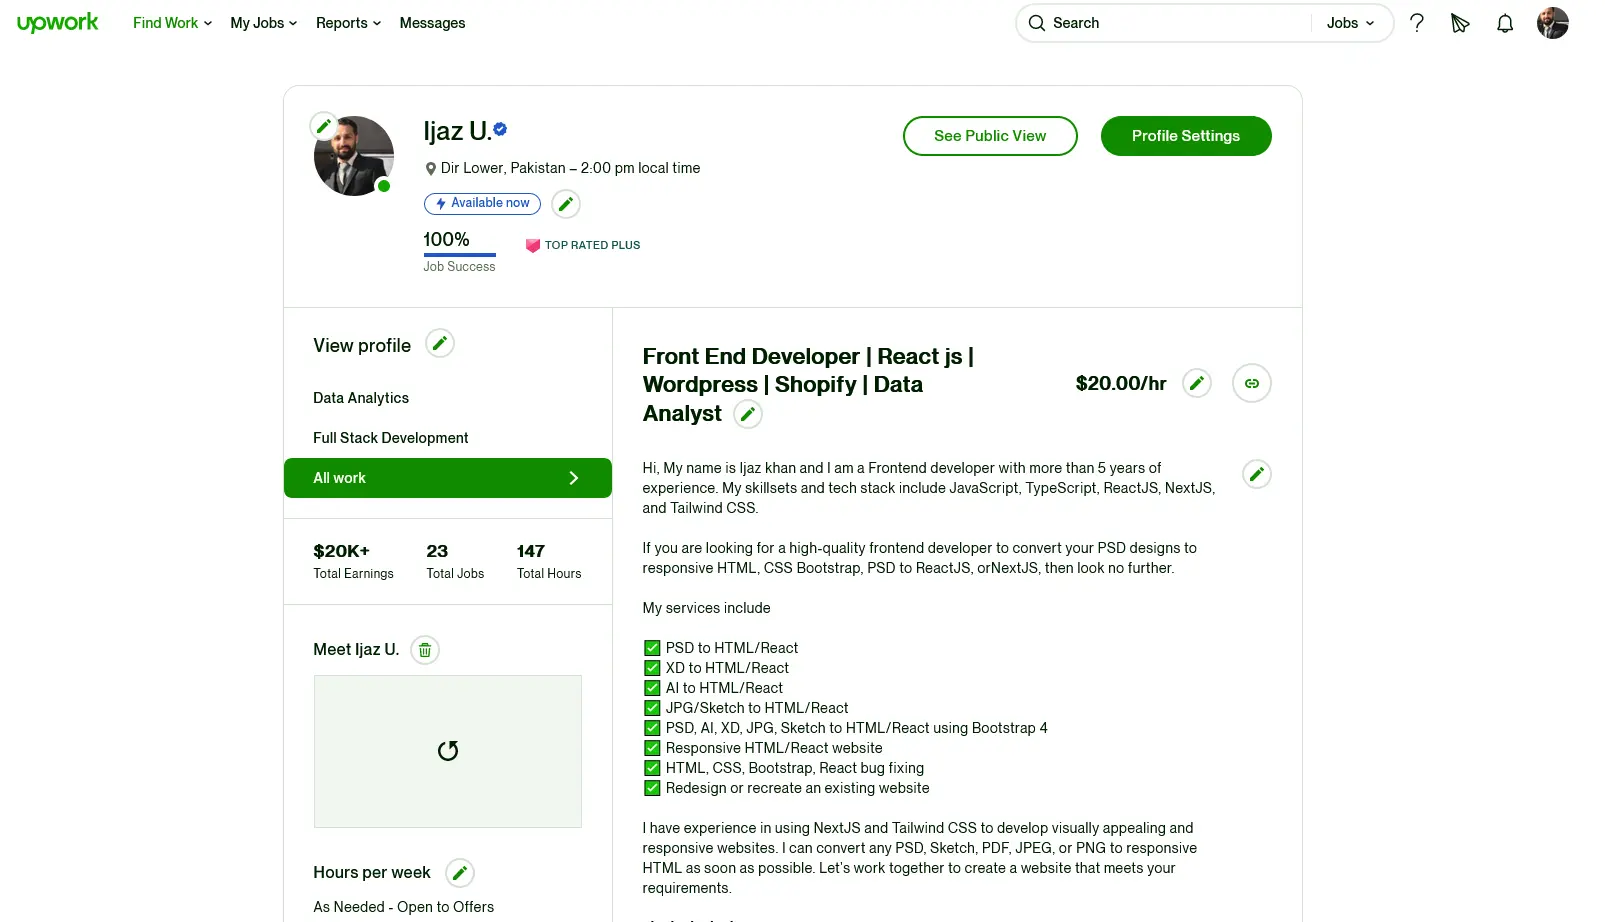 upwork
Find Work
My Jobs
Reports
Messages
Search
Jobs
Ijaz U.
Dir Lower, Pakistan – 2:00 pm local time
Available now
100%
Job Success
TOP RATED PLUS
See Public View
Profile Settings
View profile
Data Analytics
Full Stack Development
All work
$20K+
Total Earnings
23
Total Jobs
147
Total Hours
Meet Ijaz U.
Hours per week
As Needed - Open to Offers
Front End Developer | React js |
Wordpress | Shopify | Data
Analyst
$20.00/hr
Hi, My name is Ijaz khan and I am a Frontend developer with more than 5 years of
experience. My skillsets and tech stack include JavaScript, TypeScript, ReactJS, NextJS,
and Tailwind CSS.
If you are looking for a high-quality frontend developer to convert your PSD designs to
responsive HTML, CSS Bootstrap, PSD to ReactJS, orNextJS, then look no further.
My services include
✅ PSD to HTML/React
✅ XD to HTML/React
✅ AI to HTML/React
✅ JPG/Sketch to HTML/React
✅ PSD, AI, XD, JPG, Sketch to HTML/React using Bootstrap 4
✅ Responsive HTML/React website
✅ HTML, CSS, Bootstrap, React bug fixing
✅ Redesign or recreate an existing website
I have experience in using NextJS and Tailwind CSS to develop visually appealing and
responsive websites. I can convert any PSD, Sketch, PDF, JPEG, or PNG to responsive
HTML as soon as possible. Let's work together to create a website that meets your
requirements.